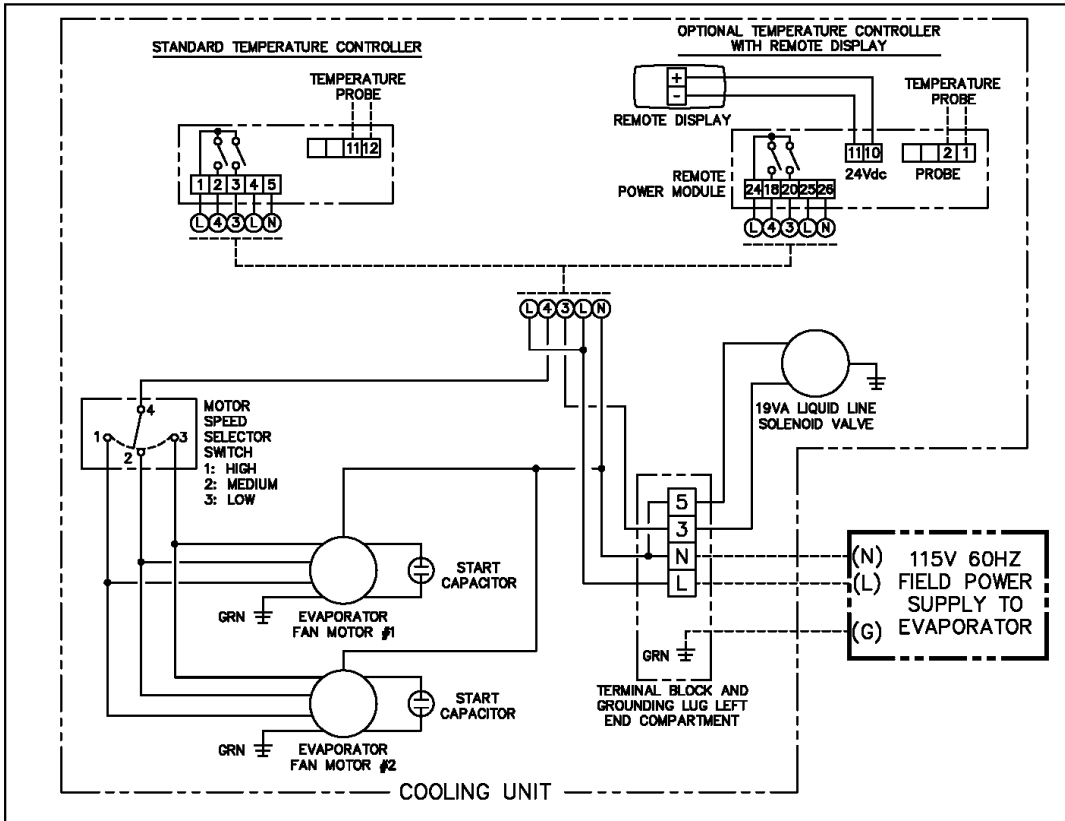 STANDARD TEMPERATURE CONTROLLER
TEMPERATURE
PROBE
11 12
1 2 3 4 5
L 4 3 L N
OPTIONAL TEMPERATURE CONTROLLER
WITH REMOTE DISPLAY
+
-
REMOTE DISPLAY
TEMPERATURE
PROBE
11 10
24Vdc
2 1
PROBE
REMOTE
POWER MODULE
24 18 20 25 26
L 4 3 L N
L 4 3 L N
19VA LIQUID LINE
SOLENOID VALVE
4
1
3
2
MOTOR
SPEED
SELECTOR
SWITCH
1: HIGH
2: MEDIUM
3: LOW
5
3
N
L
GRN
TERMINAL BLOCK AND
GROUNDING LUG LEFT
END COMPARTMENT
(N)
(L)
(G)
115V 60HZ
FIELD POWER
SUPPLY TO
EVAPORATOR
START
CAPACITOR
GRN
EVAPORATOR
FAN MOTOR #1
START
CAPACITOR
GRN
EVAPORATOR
FAN MOTOR #2
COOLING UNIT